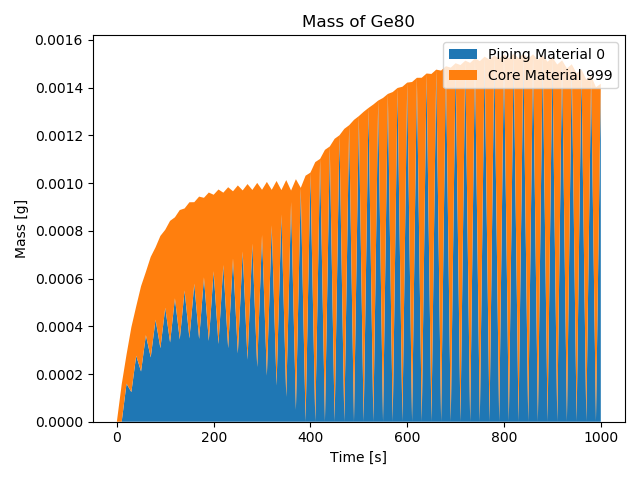 Mass of Ge80
Piping Material 0
Core Material 999
Mass [g]
0.0016
0.0014
0.0012
0.0010
0.0008
0.0006
0.0004
0.0002
0.0000
0 200 400 600 800 1000
Time [s]